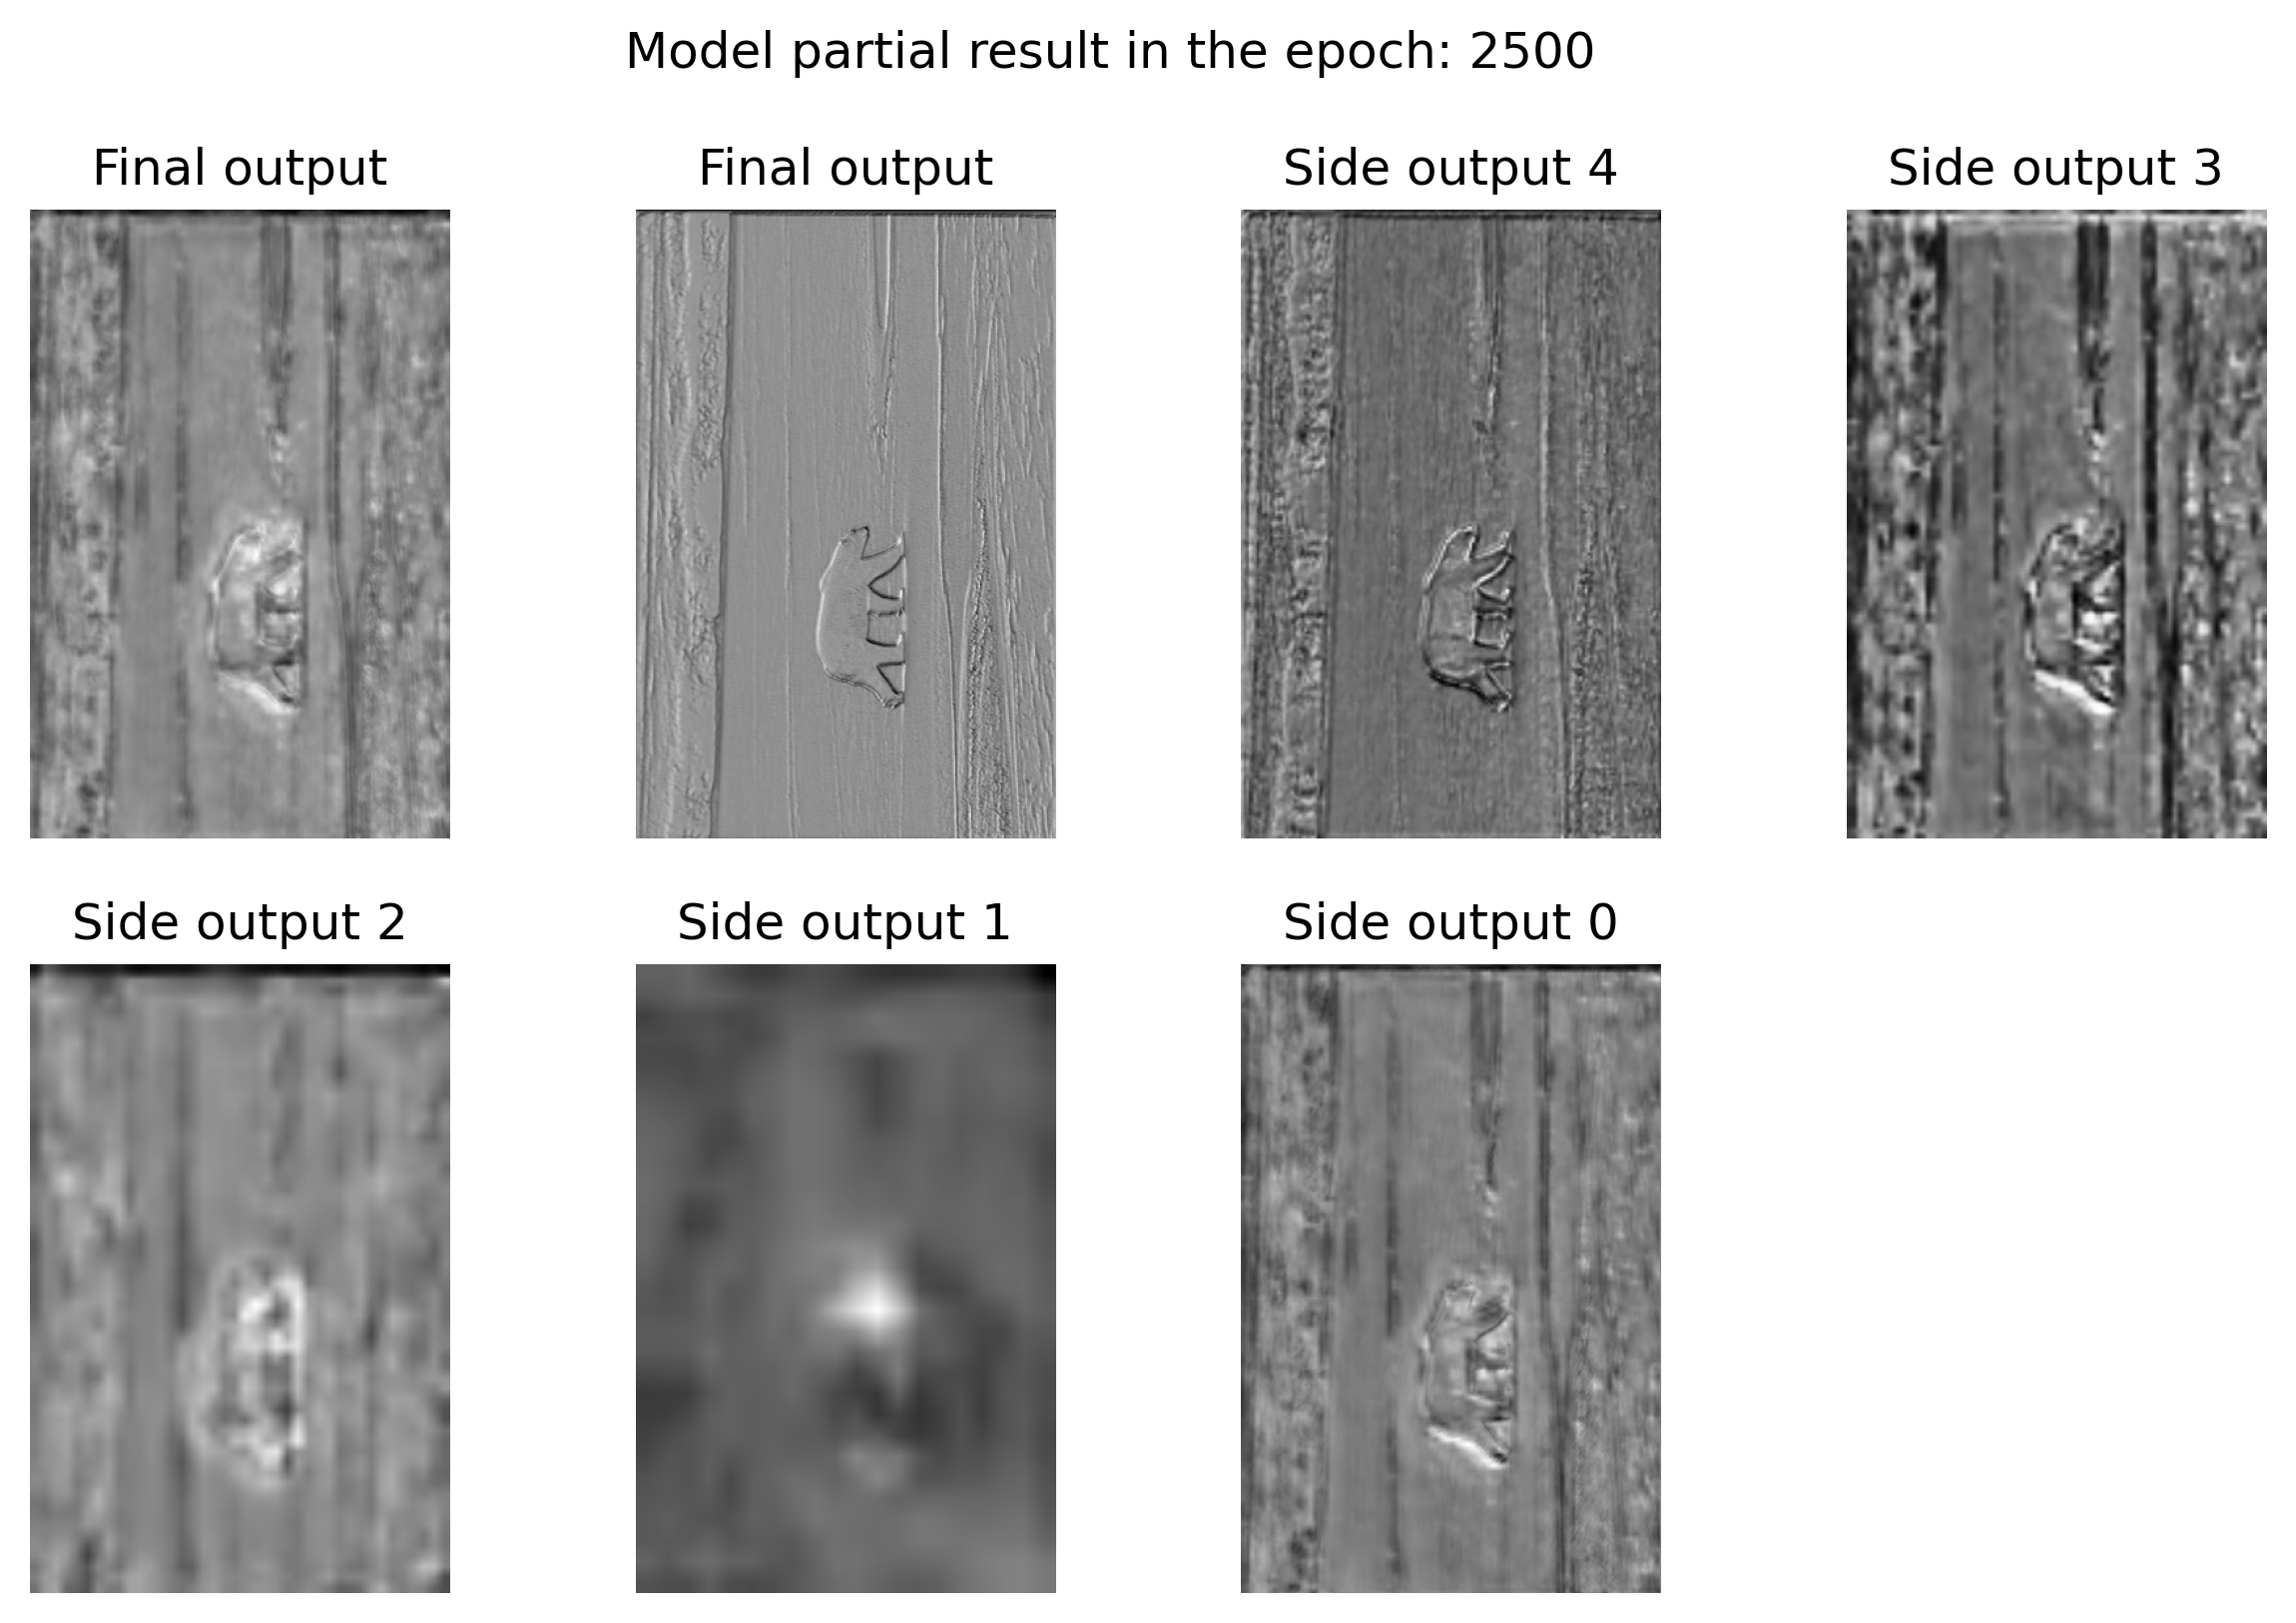 Model partial result in the epoch: 2500
Final output
Final output
Side output 4
Side output 3
Side output 2
Side output 1
Side output 0